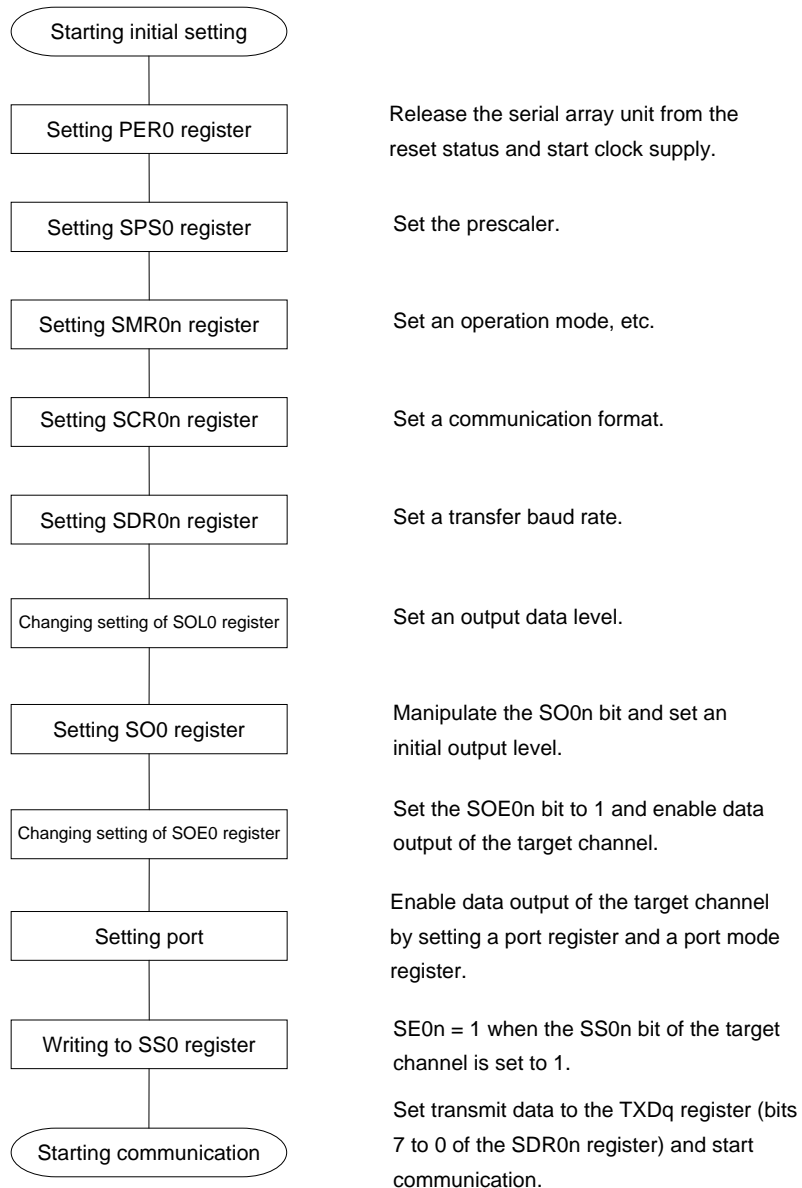 Starting initial setting
Setting PER0 register
Release the serial array unit from the
reset status and start clock supply.
Setting SPS0 register
Set the prescaler.
Setting SMR0n register
Set an operation mode, etc.
Setting SCR0n register
Set a communication format.
Setting SDR0n register
Set a transfer baud rate.
Changing setting of SOL0 register
Set an output data level.
Setting SO0 register
Manipulate the SO0n bit and set an
initial output level.
Changing setting of SOE0 register
Set the SOE0n bit to 1 and enable data
output of the target channel.
Setting port
Enable data output of the target channel
by setting a port register and a port mode
register.
Writing to SS0 register
SE0n = 1 when the SS0n bit of the target
channel is set to 1.
Starting communication
Set transmit data to the TXDq register (bits
7 to 0 of the SDR0n register) and start
communication.